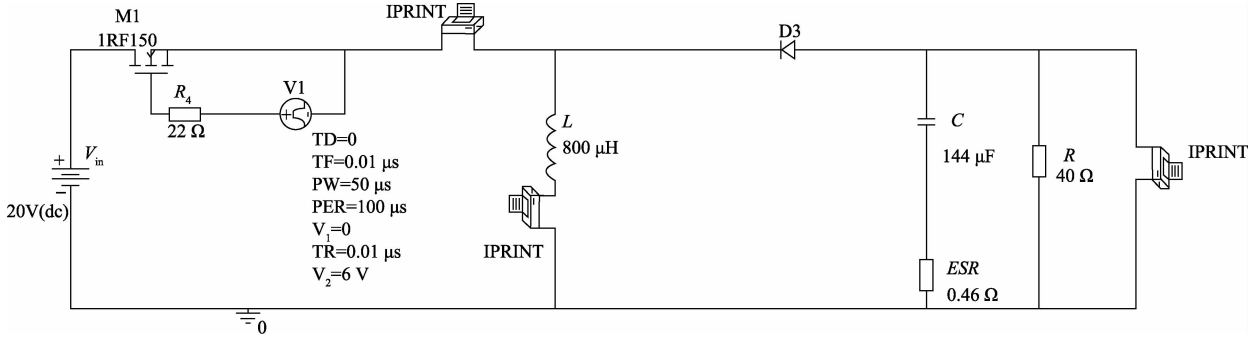 M1
1RF150
IPRINT
D3
R₄
22 Ω
V1
+
TD=0
TF=0.01 μs
PW=50 μs
PER=100 μs
V₁=0
TR=0.01 μs
V₂=6 V
+
V_in
−
20V(dc)
L
800 μH
IPRINT
C
144 μF
R
40 Ω
IPRINT
ESR
0.46 Ω
0